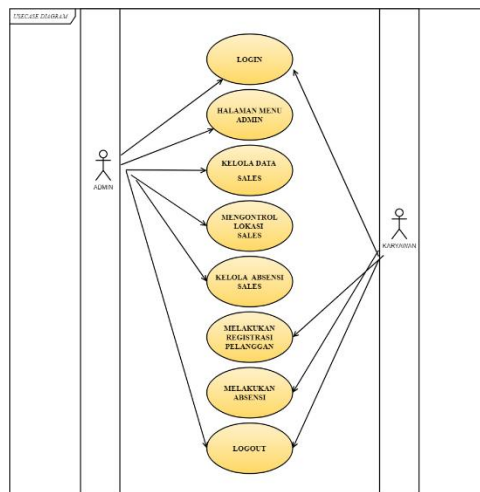 USECASE DIAGRAM
LOGIN
HALAMAN MENU
ADMIN
KELOLA DATA
SALES
ADMIN
MENGONTROL
LOKASI
SALES
KARYAWAN
KELOLA ABSENSI
SALES
MELAKUKAN
REGISTRASI
PELANGGAN
MELAKUKAN
ABSENSI
LOGOUT